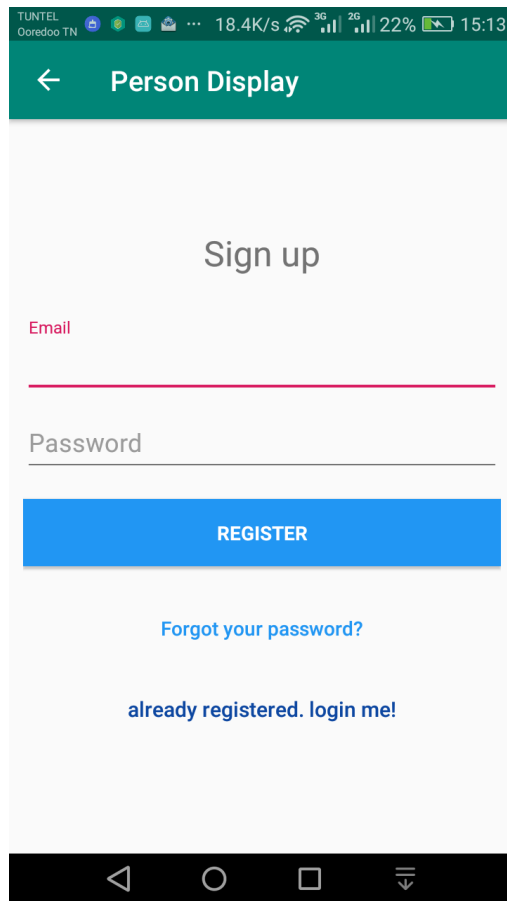 TUNTEL
Ooredoo TN
18.4K/s 3G 2G 22% 15:13
Person Display
Sign up
Email
Password
REGISTER
Forgot your password?
already registered. login me!